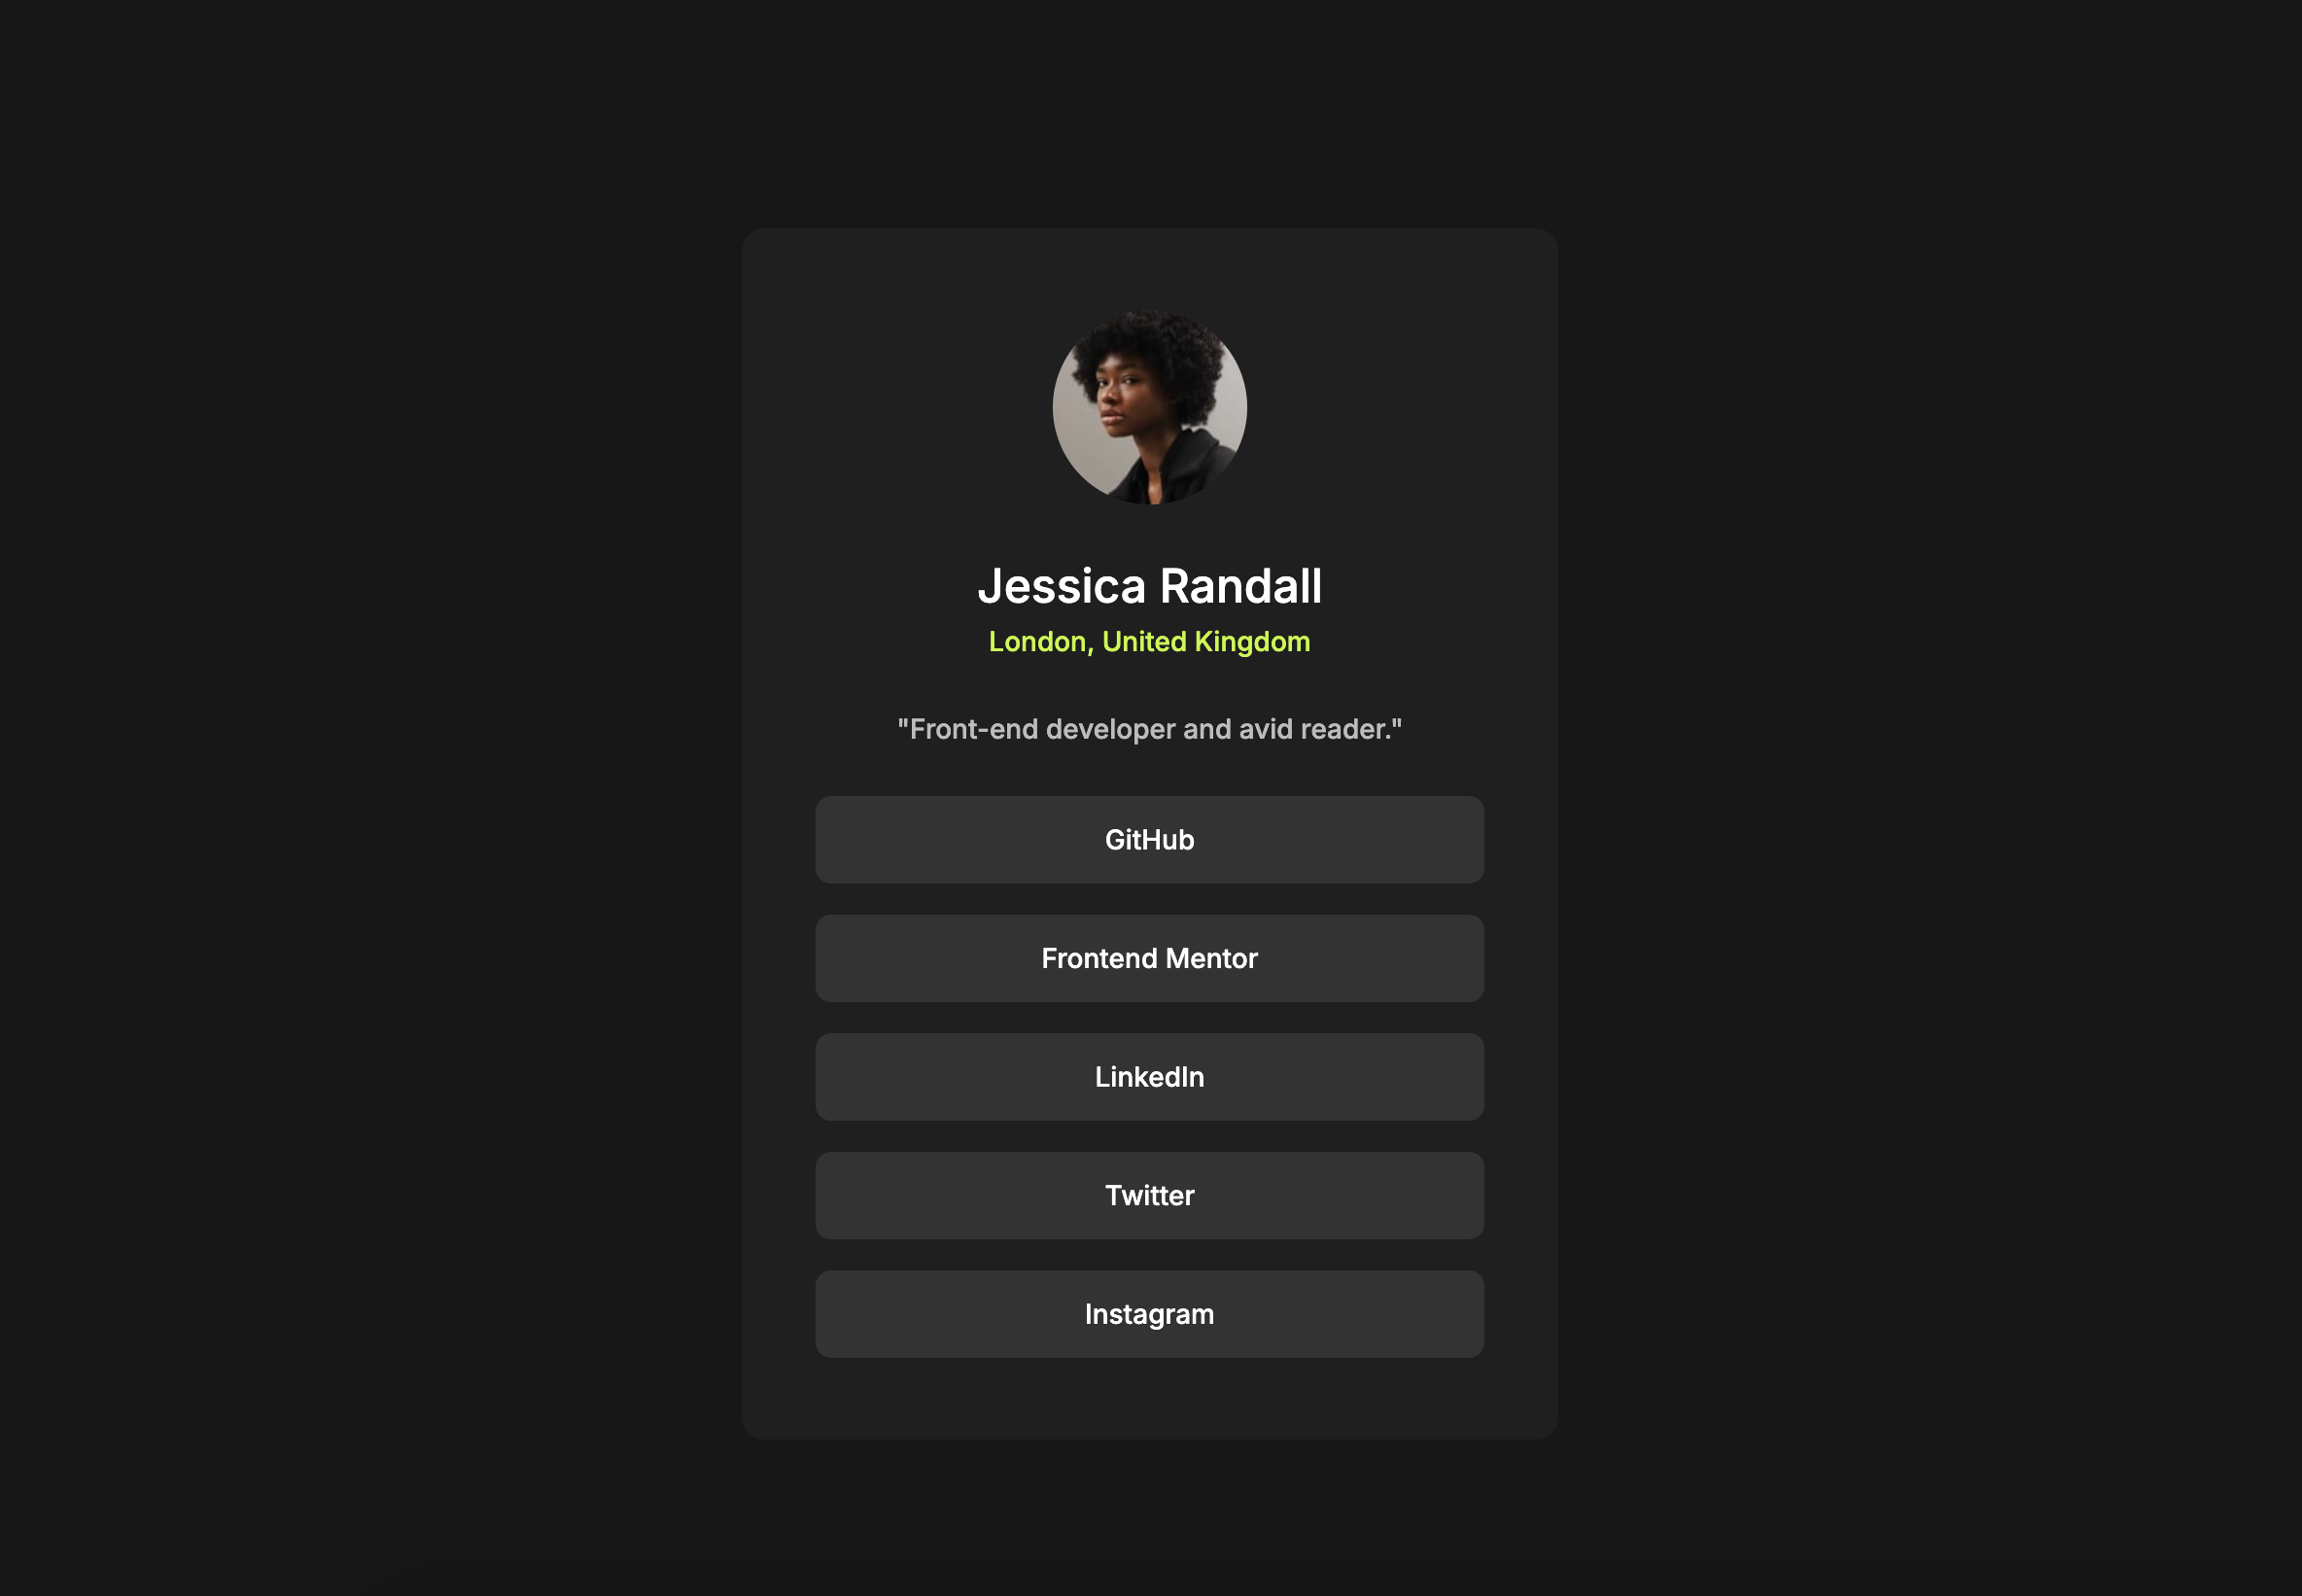 Jessica Randall
London, United Kingdom
"Front-end developer and avid reader."
GitHub
Frontend Mentor
LinkedIn
Twitter
Instagram